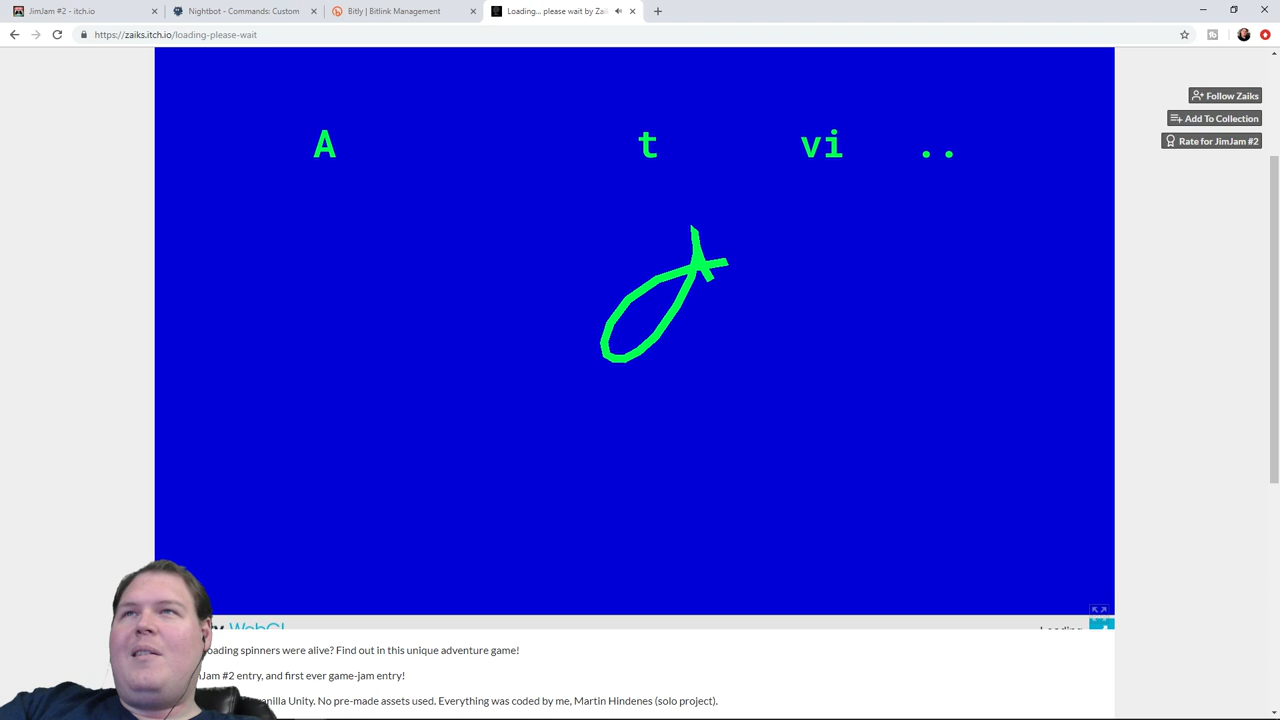 JimJam #2 - itch.io
Nightbot - Commands: Custom
Bitly | Bitlink Management
Loading... please wait by Zai
https://zaiks.itch.io/loading-please-wait
Follow Zaiks
Add To Collection
Rate for JimJam #2
A t vi ..
WebGL
Loading
oading spinners were alive? Find out in this unique adventure game!
Jam #2 entry, and first ever game-jam entry!
anilla Unity. No pre-made assets used. Everything was coded by me, Martin Hindenes (solo project).